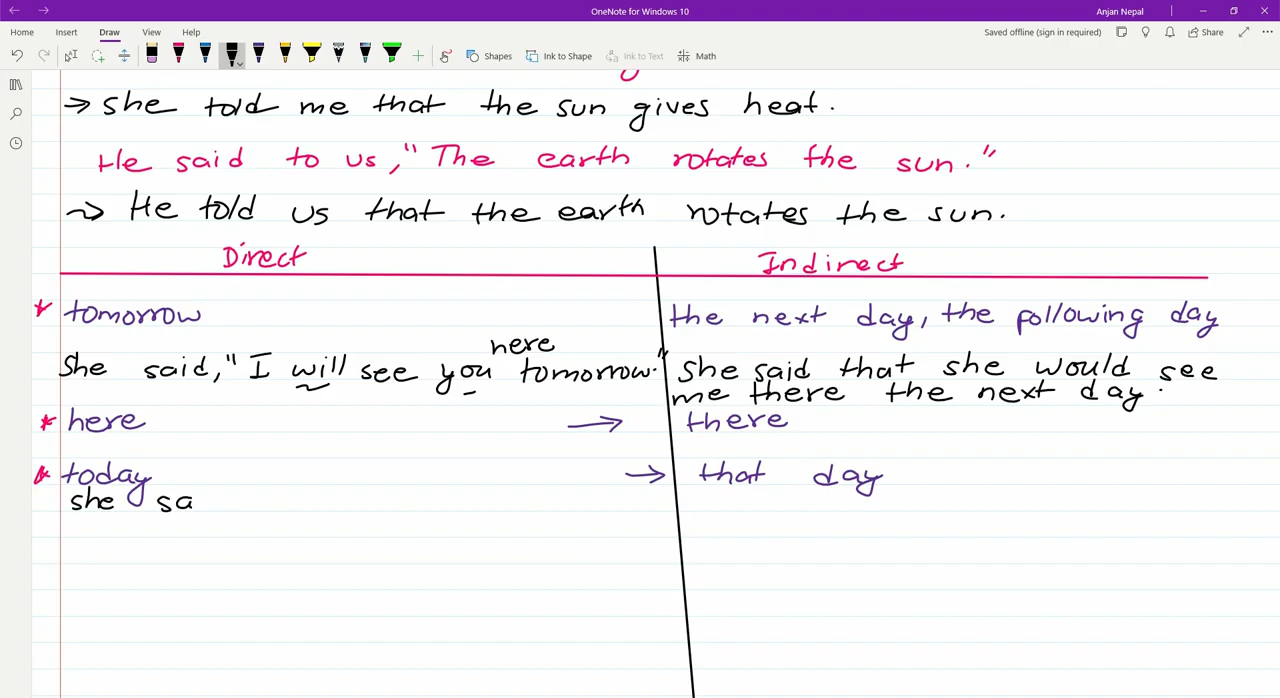 OneNote for Windows 10
Anjan Nepal
Home Insert Draw View Help
Saved offline (sign in required) Share
Shapes Ink to Shape Ink to Text Math
→ she told me that the sun gives heat.
He said to us, "The earth rotates the sun."
→ He told us that the earth rotates the sun.
Direct Indirect
* tomorrow the next day, the following day
here
She said, "I will see you tomorrow." she said that she would see
me there the next day.
* here → there
* today → that day
she sa